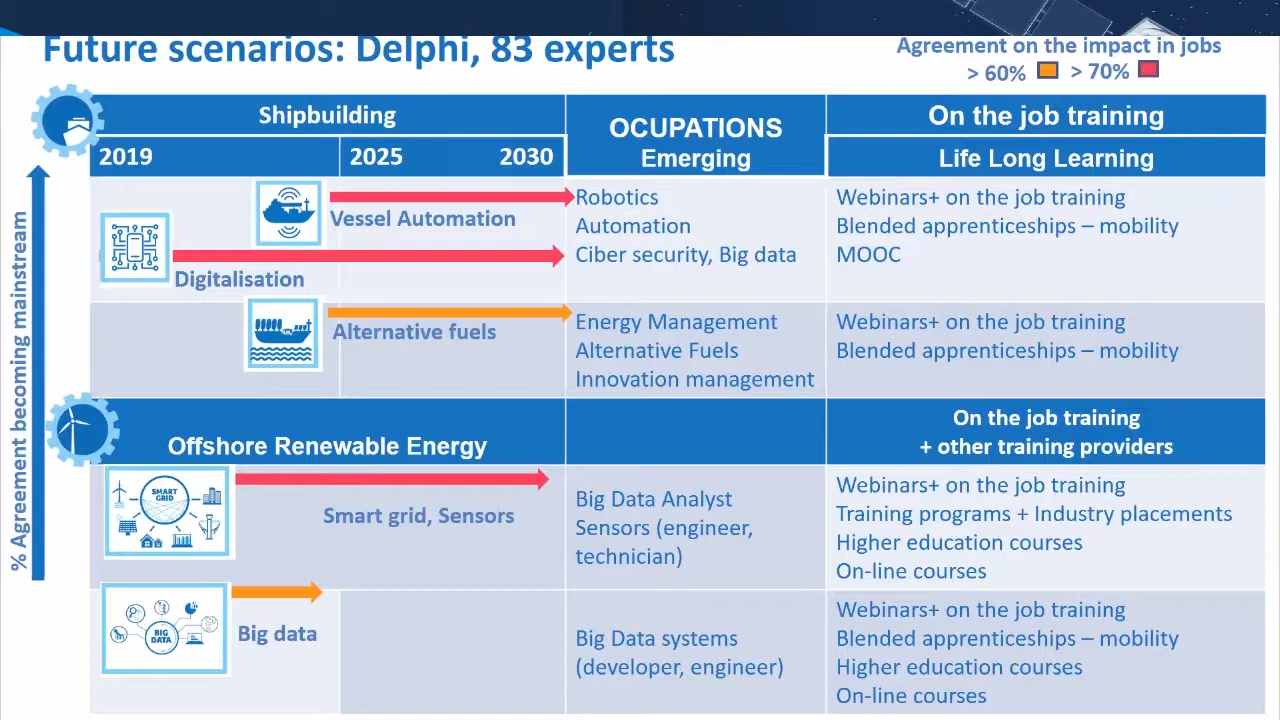 Future scenarios: Delphi, 83 experts
Agreement on the impact in jobs
> 60% > 70%
Shipbuilding
OCUPATIONS
Emerging
On the job training
2019
2025
2030
Life Long Learning
% Agreement becoming mainstream
Vessel Automation
Digitalisation
Robotics
Automation
Ciber security, Big data
Webinars+ on the job training
Blended apprenticeships – mobility
MOOC
Alternative fuels
Energy Management
Alternative Fuels
Innovation management
Webinars+ on the job training
Blended apprenticeships – mobility
Offshore Renewable Energy
On the job training
+ other training providers
SMART
GRID
Smart grid, Sensors
Big Data Analyst
Sensors (engineer,
technician)
Webinars+ on the job training
Training programs + Industry placements
Higher education courses
On-line courses
BIG
DATA
Big data
Big Data systems
(developer, engineer)
Webinars+ on the job training
Blended apprenticeships – mobility
Higher education courses
On-line courses